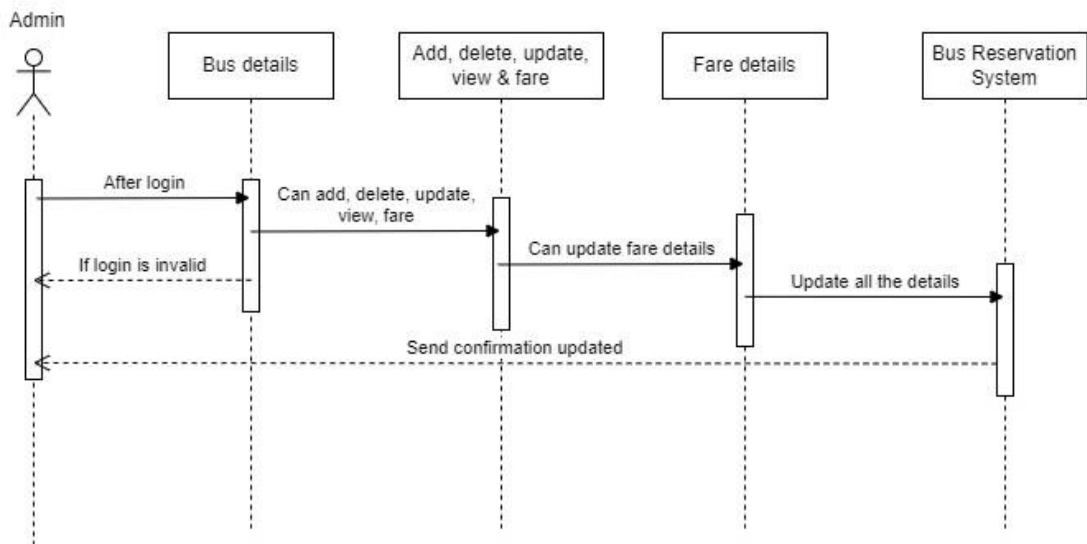 Admin
Bus details
Add, delete, update,
view & fare
Fare details
Bus Reservation
System
After login
Can add, delete, update,
view, fare
Can update fare details
If login is invalid
Update all the details
Send confirmation updated